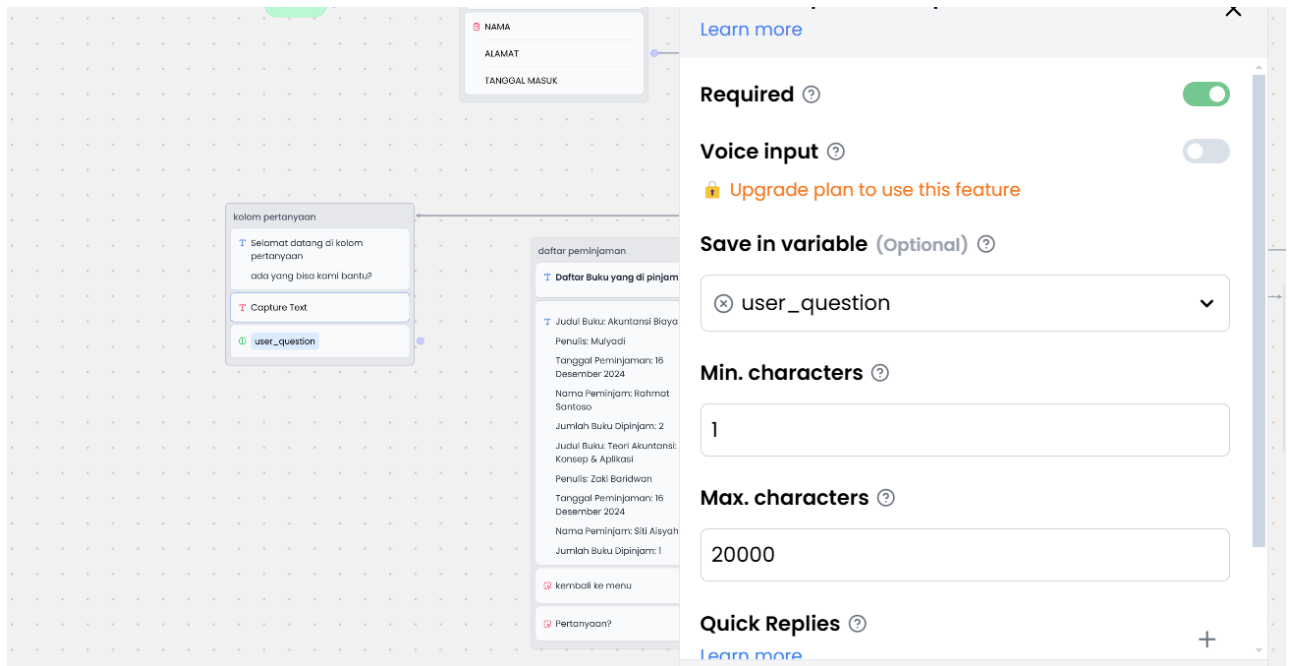 NAMA
ALAMAT
TANGGAL MASUK
kolom pertanyaan
Selamat datang di kolom
pertanyaan
ada yang bisa kami bantu?
Capture Text
user_question
daftar peminjaman
Daftar Buku yang di pinjam
Judul Buku: Akuntansi Biaya
Penulis: Mulyadi
Tanggal Peminjaman: 16
Desember 2024
Nama Peminjam: Rahmat
Santoso
Jumlah Buku Dipinjam: 2
Judul Buku: Teori Akuntansi:
Konsep & Aplikasi
Penulis: Zaki Baridwan
Tanggal Peminjaman: 16
Desember 2024
Nama Peminjam: Siti Aisyah
Jumlah Buku Dipinjam: 1
kembali ke menu
Pertanyaan?
Learn more
Required
Voice input
Upgrade plan to use this feature
Save in variable (Optional)
user_question
Min. characters
1
Max. characters
20000
Quick Replies
Learn more